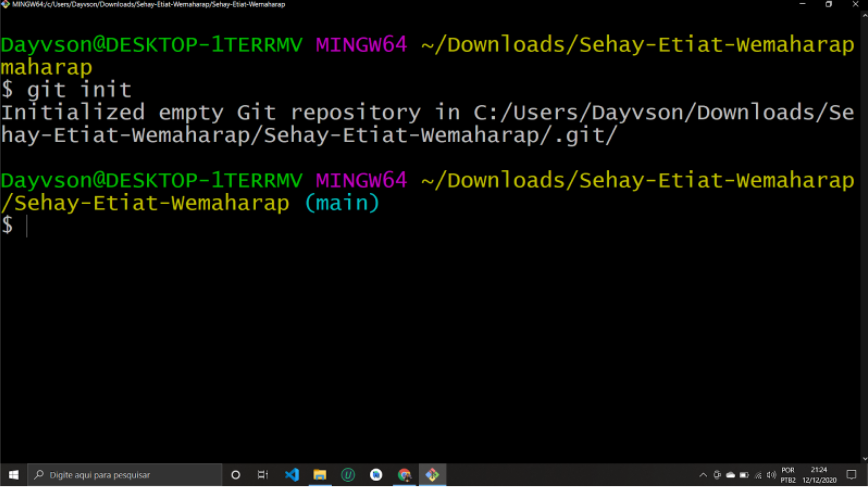 MINGW64:/c/Users/Dayvson/Downloads/Sehay-Etiat-Wemaharap/Sehay-Etiat-Wemaharap
Dayvson@DESKTOP-1TERRMV MINGW64 ~/Downloads/Sehay-Etiat-Wemaharap
maharap
$ git init
Initialized empty Git repository in C:/Users/Dayvson/Downloads/Se
hay-Etiat-Wemaharap/Sehay-Etiat-Wemaharap/.git/
Dayvson@DESKTOP-1TERRMV MINGW64 ~/Downloads/Sehay-Etiat-Wemaharap
/Sehay-Etiat-Wemaharap (main)
$
Digite aqui para pesquisar
POR
PTB2
21:24
12/12/2020